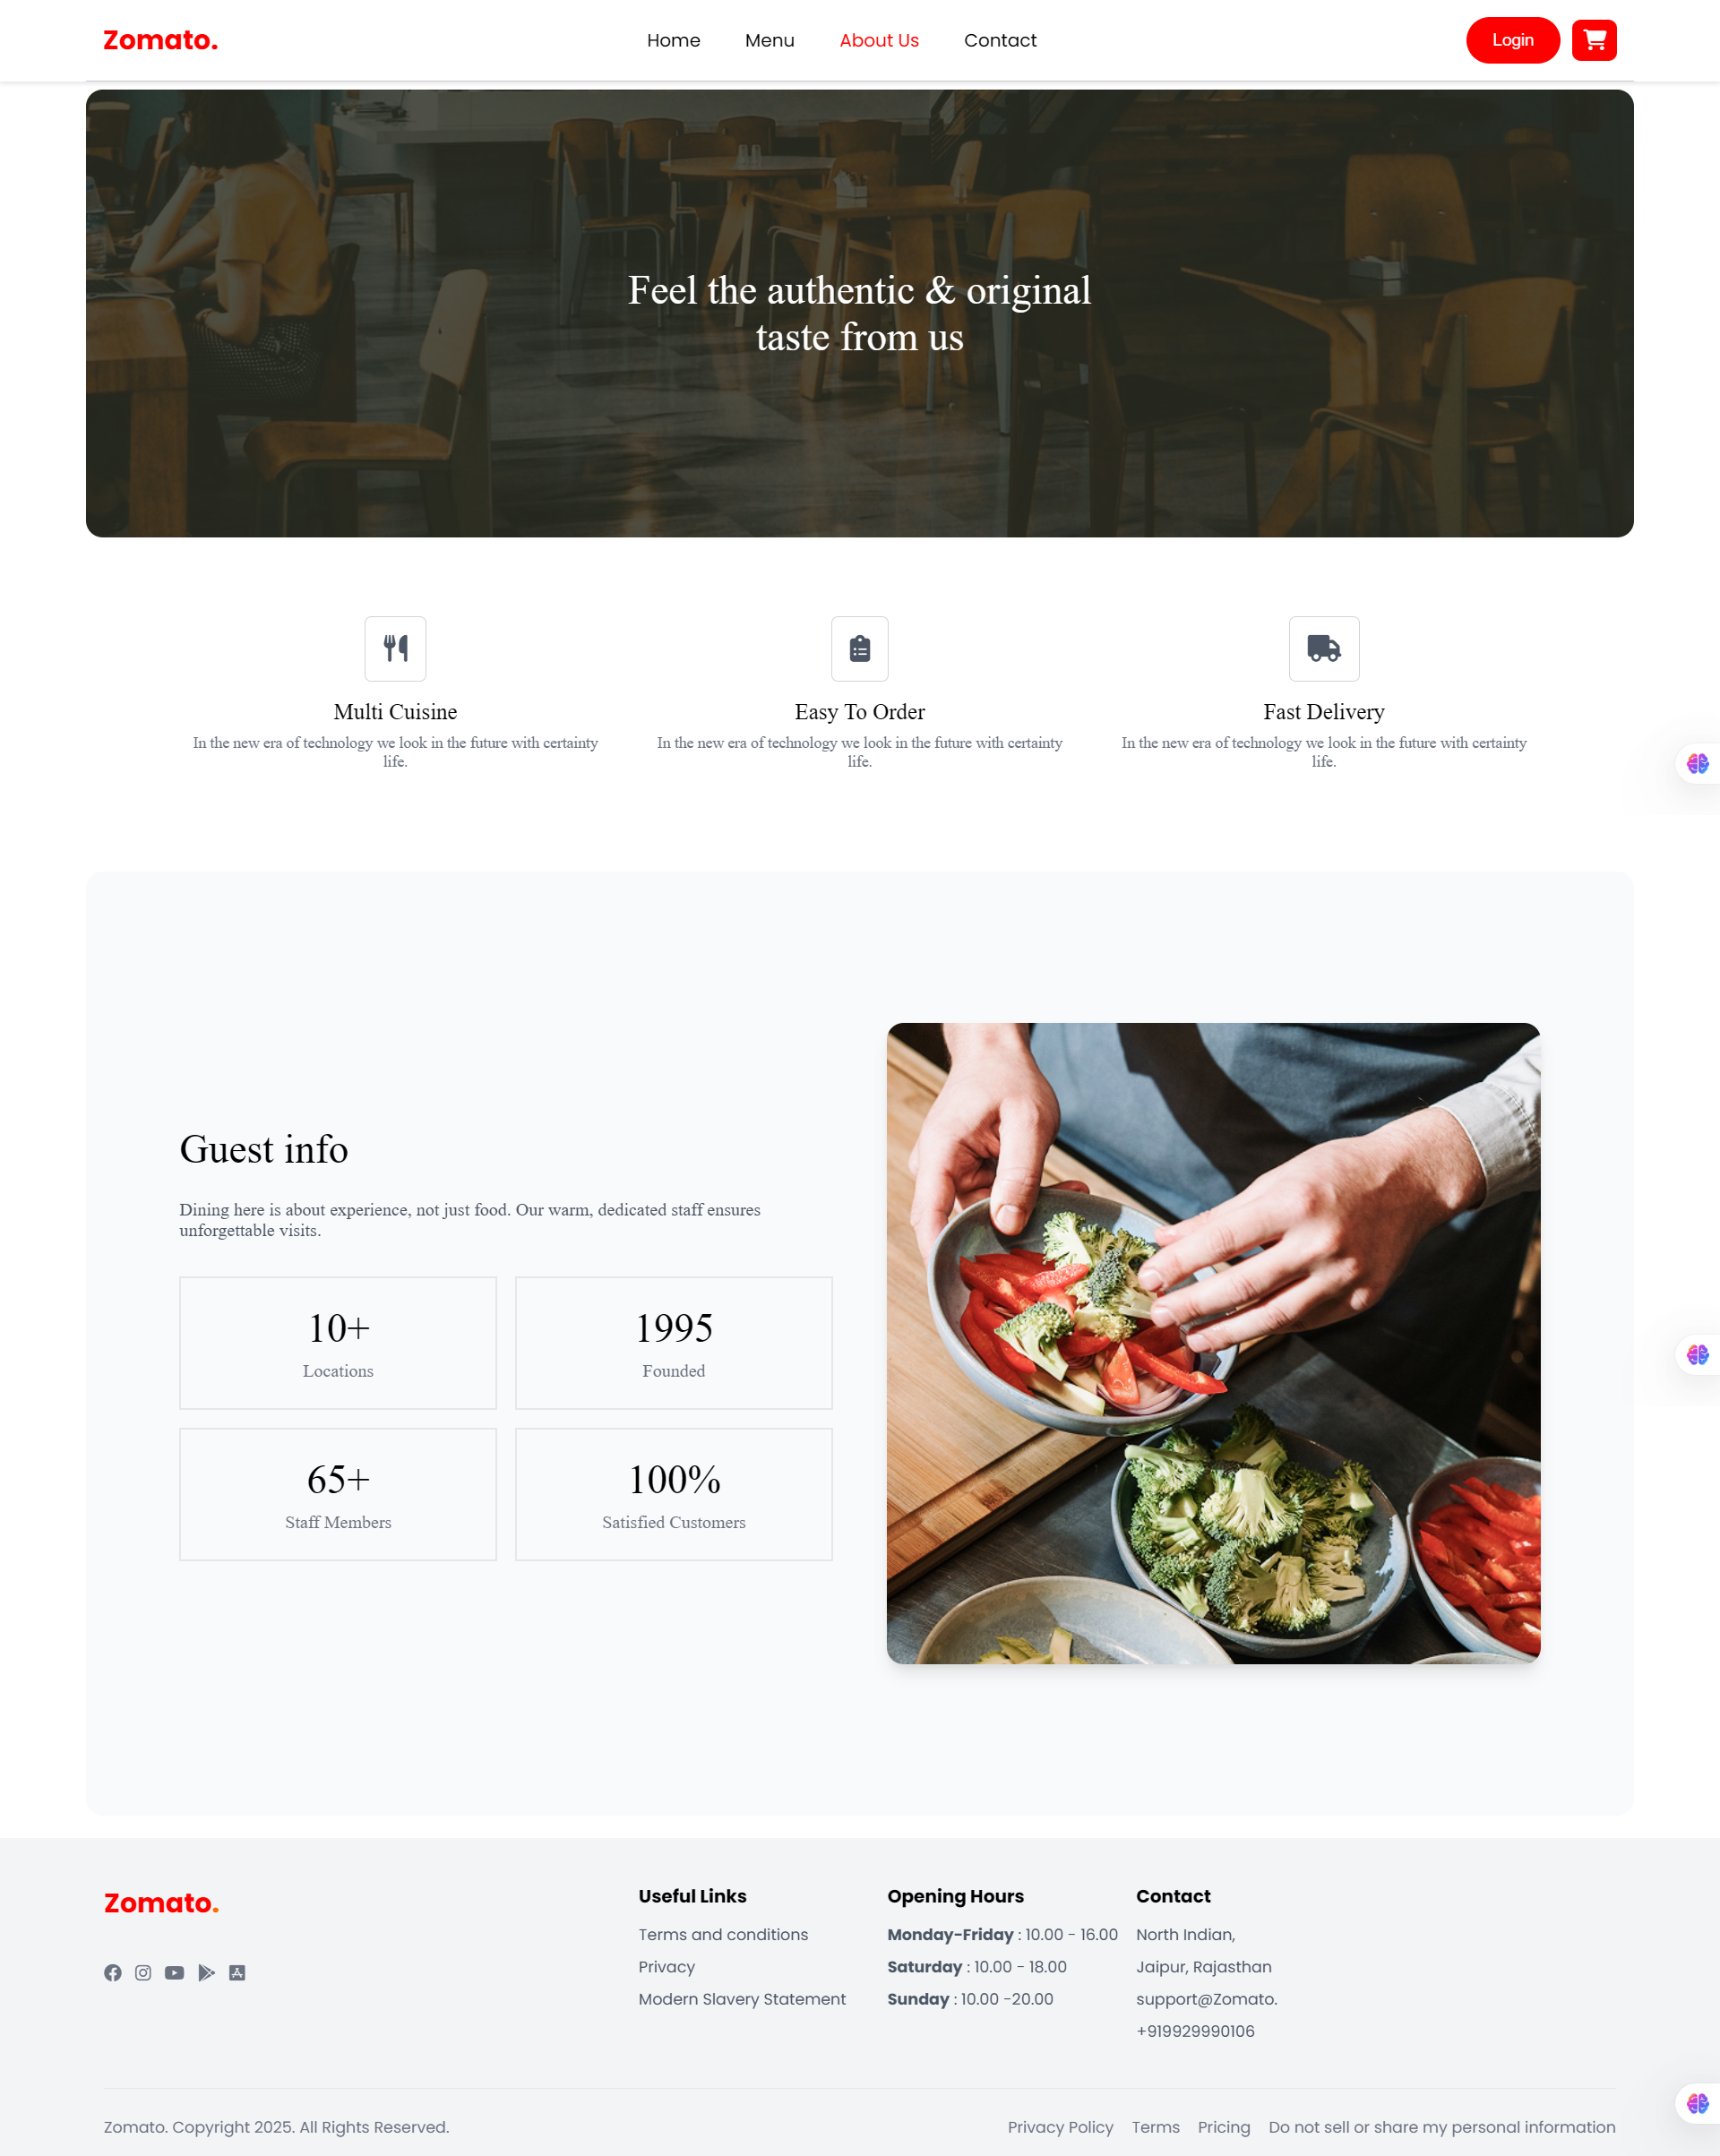 Zomato.
Home
Menu
About Us
Contact
Login
Feel the authentic & original
taste from us
Multi Cuisine
In the new era of technology we look in the future with certainty
life.
Easy To Order
In the new era of technology we look in the future with certainty
life.
Fast Delivery
In the new era of technology we look in the future with certainty
life.
Guest info
Dining here is about experience, not just food. Our warm, dedicated staff ensures
unforgettable visits.
10+
Locations
1995
Founded
65+
Staff Members
100%
Satisfied Customers
Zomato.
Useful Links
Terms and conditions
Privacy
Modern Slavery Statement
Opening Hours
Monday-Friday : 10.00 - 16.00
Saturday : 10.00 - 18.00
Sunday : 10.00 -20.00
Contact
North Indian,
Jaipur, Rajasthan
support@Zomato.
+919929990106
Zomato. Copyright 2025. All Rights Reserved.
Privacy Policy
Terms
Pricing
Do not sell or share my personal information